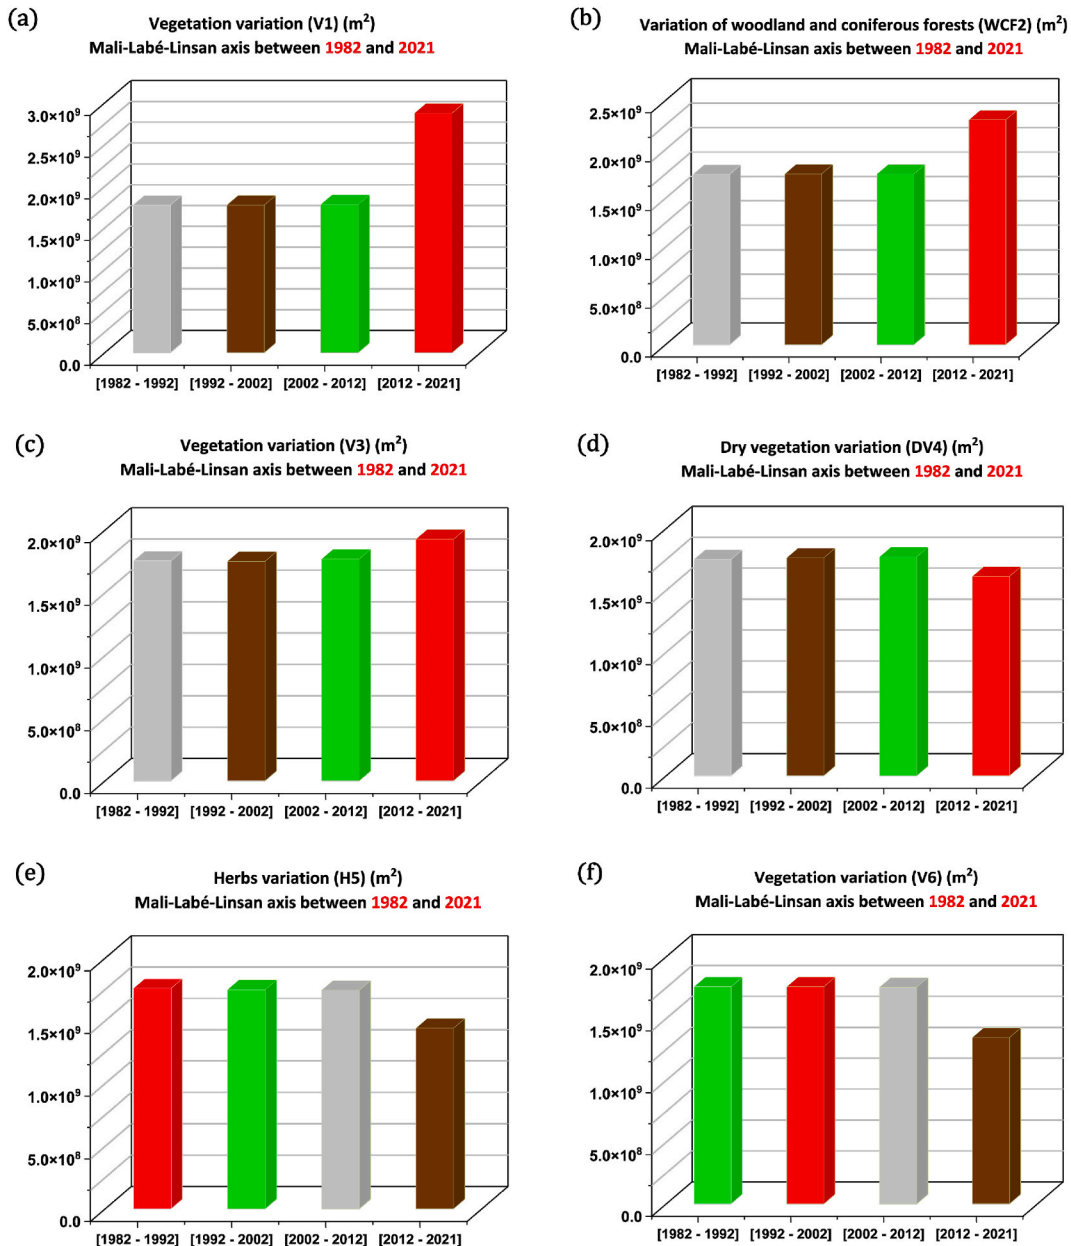 (a)
Vegetation variation (V1) (m²)
Mali-Labé-Linsan axis between 1982 and 2021
3.0×10⁹
2.5×10⁹
2.0×10⁹
1.5×10⁹
1.0×10⁹
5.0×10⁸
0.0
[1982 - 1992] [1992 - 2002] [2002 - 2012] [2012 - 2021]
(b)
Variation of woodland and coniferous forests (WCF2) (m²)
Mali-Labé-Linsan axis between 1982 and 2021
2.5×10⁹
2.0×10⁹
1.5×10⁹
1.0×10⁹
5.0×10⁸
0.0
[1982 - 1992] [1992 - 2002] [2002 - 2012] [2012 - 2021]
(c)
Vegetation variation (V3) (m²)
Mali-Labé-Linsan axis between 1982 and 2021
2.0×10⁹
1.5×10⁹
1.0×10⁹
5.0×10⁸
0.0
[1982 - 1992] [1992 - 2002] [2002 - 2012] [2012 - 2021]
(d)
Dry vegetation variation (DV4) (m²)
Mali-Labé-Linsan axis between 1982 and 2021
2.0×10⁹
1.5×10⁹
1.0×10⁹
5.0×10⁸
0.0
[1982 - 1992] [1992 - 2002] [2002 - 2012] [2012 - 2021]
(e)
Herbs variation (H5) (m²)
Mali-Labé-Linsan axis between 1982 and 2021
2.0×10⁹
1.5×10⁹
1.0×10⁹
5.0×10⁸
0.0
[1982 - 1992] [1992 - 2002] [2002 - 2012] [2012 - 2021]
(f)
Vegetation variation (V6) (m²)
Mali-Labé-Linsan axis between 1982 and 2021
2.0×10⁹
1.5×10⁹
1.0×10⁹
5.0×10⁸
0.0
[1982 - 1992] [1992 - 2002] [2002 - 2012] [2012 - 2021]